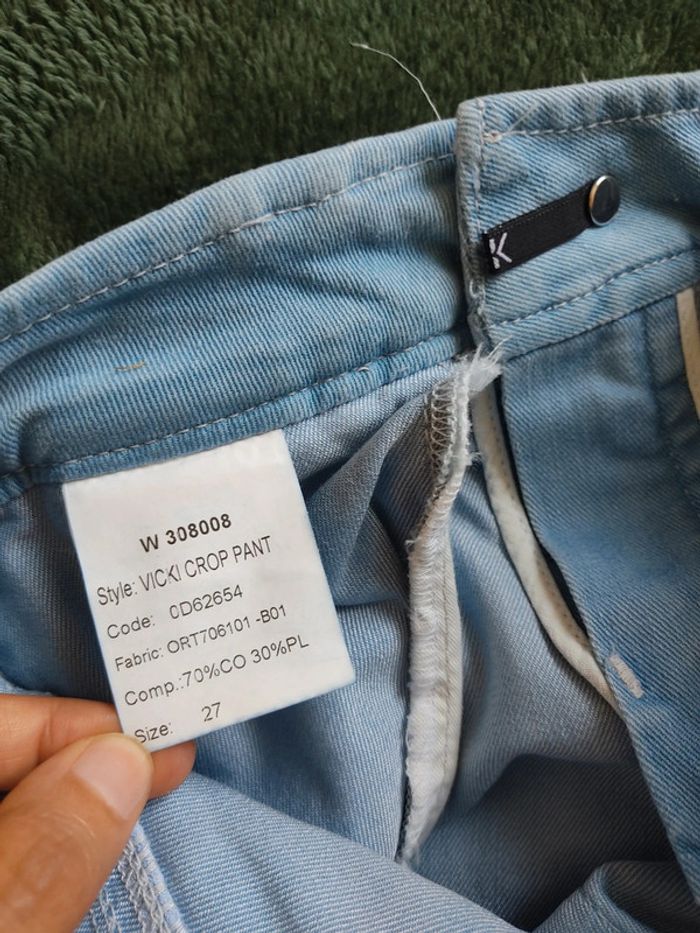 K
W 308008
Style: VICKI CROP PANT
Code: 0D62654
Fabric: ORT706101 -B01
Comp.:70%CO 30%PL
Size: 27